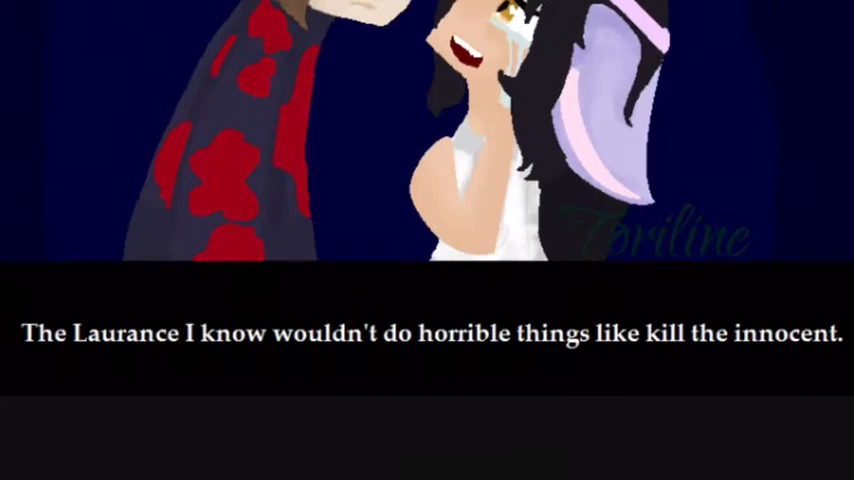 Toriline
The Laurance I know wouldn't do horrible things like kill the innocent.